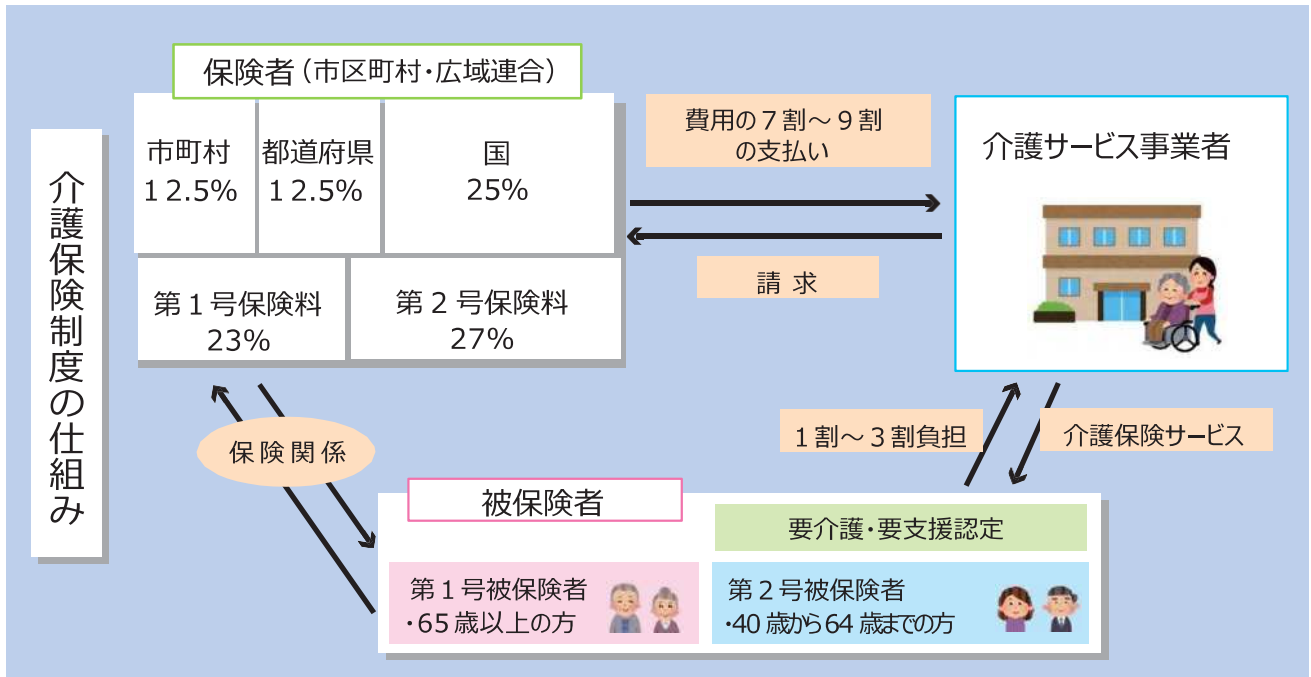 介護保険制度の仕組み
保険者（市区町村・広域連合）
市町村
12.5%
都道府県
12.5%
国
25%
第１号保険料
23%
第２号保険料
27%
費用の７割～９割
の支払い
請 求
介護サービス事業者
保険関係
１割～３割負担
介護保険サービス
被保険者
要介護・要支援認定
第１号被保険者
・65歳以上の方
第２号被保険者
・40歳から64歳までの方